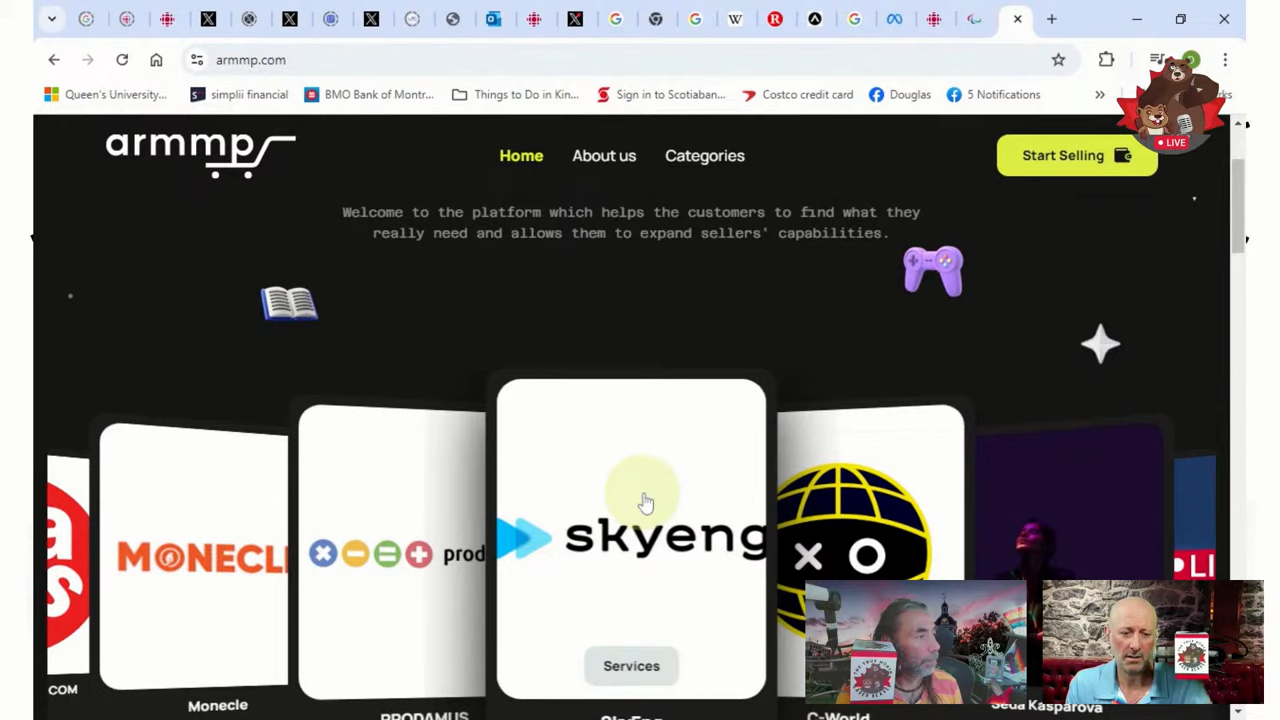 armmp.com
Queen's University...
simplii financial
BMO Bank of Montr...
Things to Do in Kin...
Sign in to Scotiaban...
Costco credit card
Douglas
5 Notifications
LIVE
armmp
Home
About us
Categories
Start Selling
Welcome to the platform which helps the customers to find what they
really need and allows them to expand sellers' capabilities.
MONECL
prod
skyeng
Services
COM
Monecle
PRODAMUS
SkyEng
C-World
Seda Kasparova